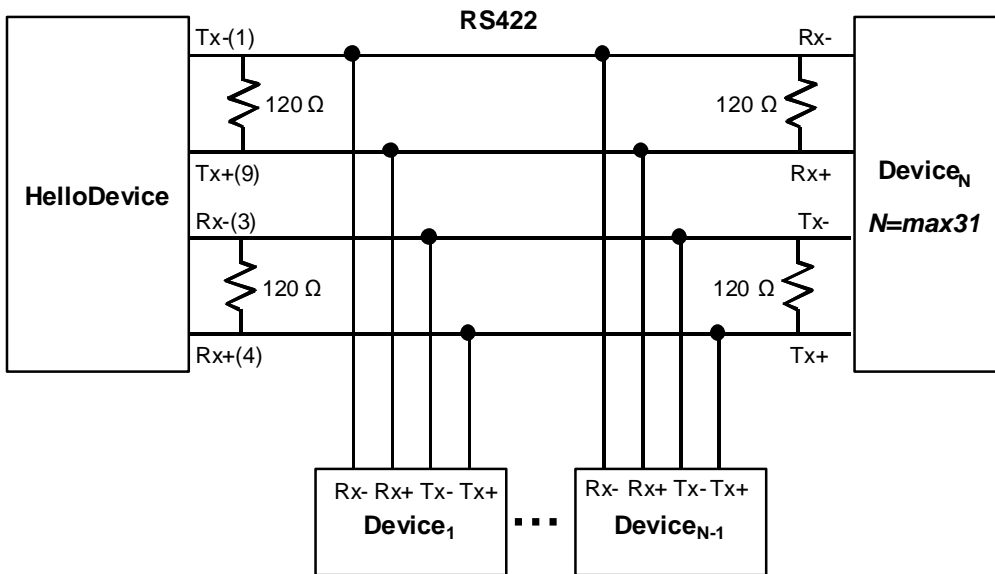 RS422
Tx-(1)
Rx-
120 Ω
120 Ω
Tx+(9)
Rx+
HelloDevice
DeviceN
N=max31
Rx-(3)
Tx-
120 Ω
120 Ω
Rx+(4)
Tx+
Rx- Rx+ Tx- Tx+
Device1
...
Rx- Rx+ Tx- Tx+
DeviceN-1